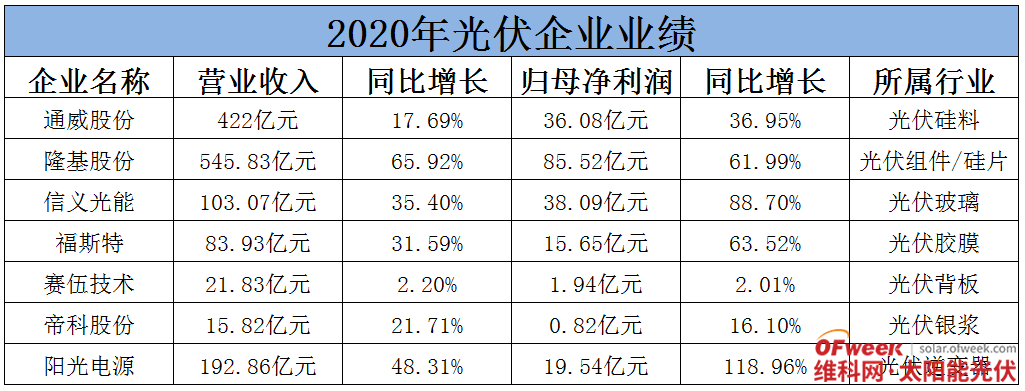 2020年光伏企业业绩
企业名称 营业收入 同比增长 归母净利润 同比增长 所属行业
通威股份 422亿元 17.69% 36.08亿元 36.95% 光伏硅料
隆基股份 545.83亿元 65.92% 85.52亿元 61.99% 光伏组件/硅片
信义光能 103.07亿元 35.40% 38.09亿元 88.70% 光伏玻璃
福斯特 83.93亿元 31.59% 15.65亿元 63.52% 光伏胶膜
赛伍技术 21.83亿元 2.20% 1.94亿元 2.01% 光伏背板
帝科股份 15.82亿元 21.71% 0.82亿元 16.10% 光伏银浆
阳光电源 192.86亿元 48.31% 19.54亿元 118.96% 光伏逆变器
OFweek solar.ofweek.com
维科网·太阳能光伏